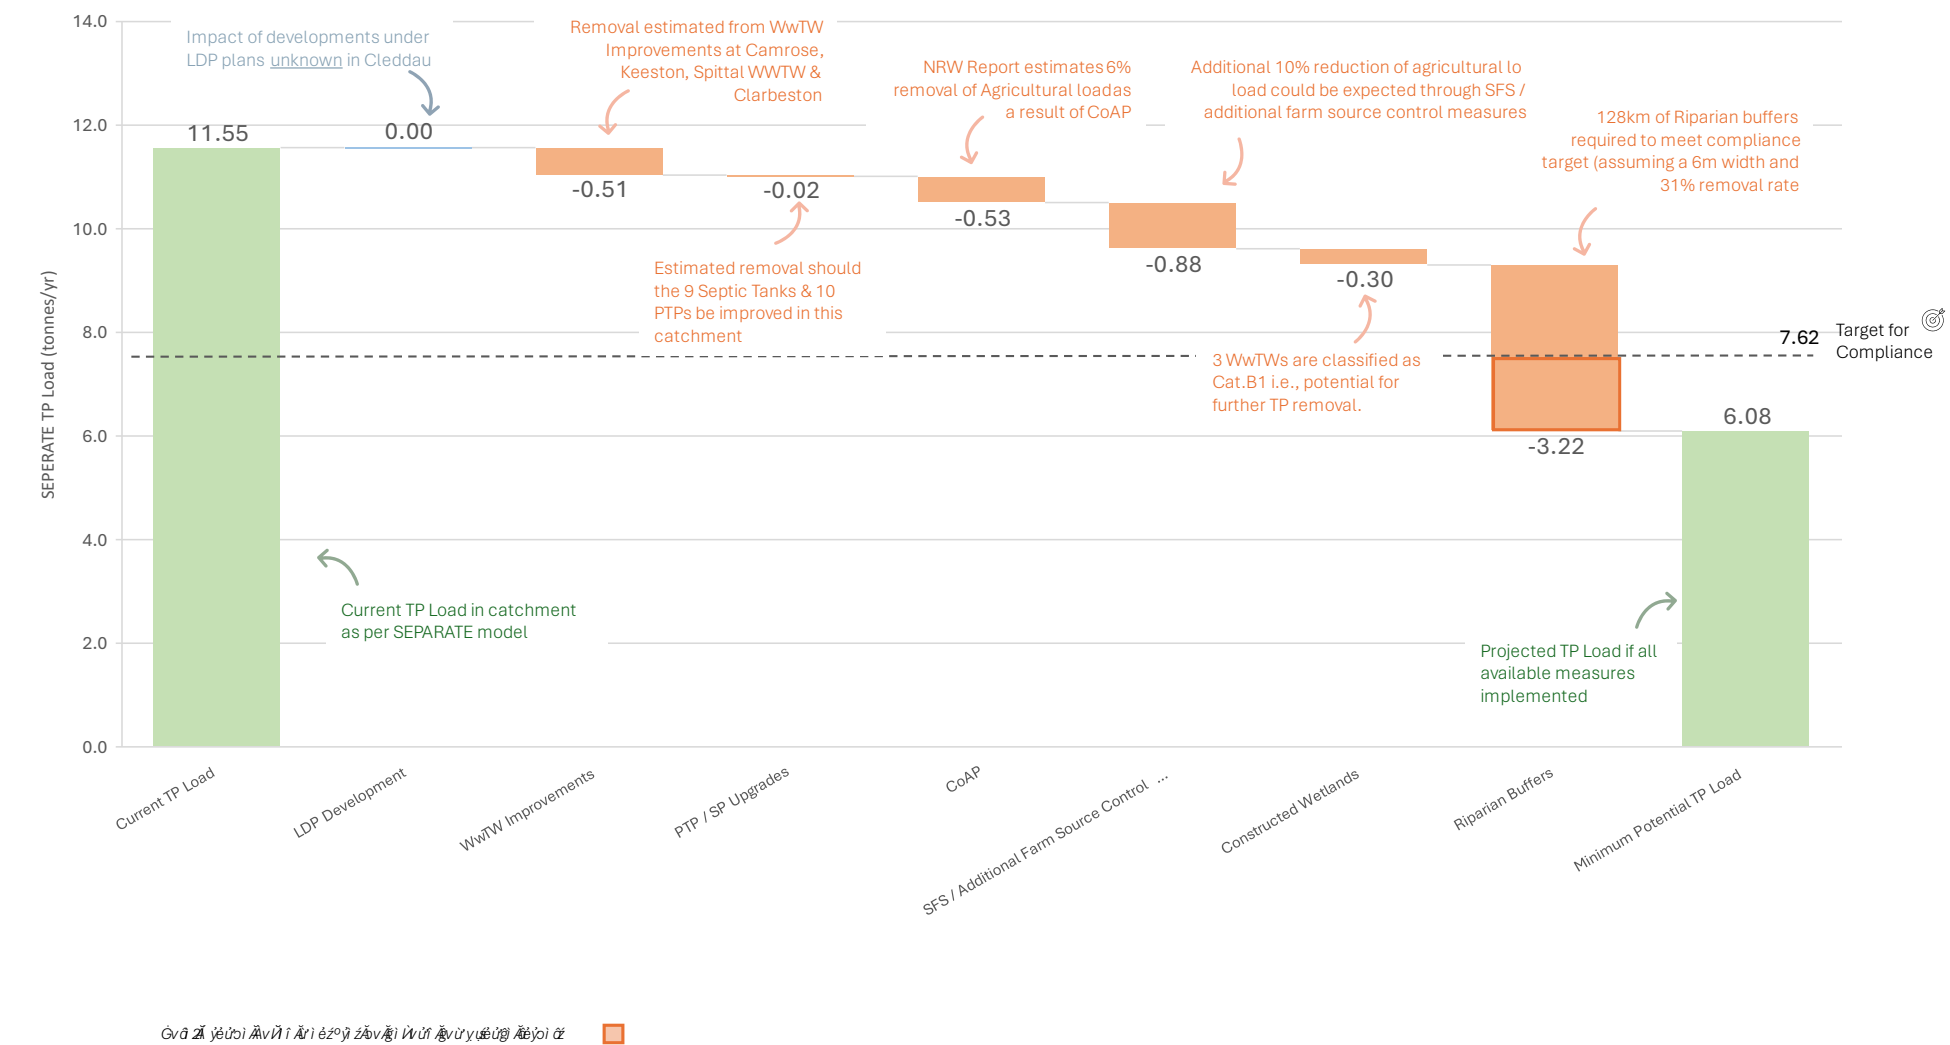 14.0
12.0
10.0
8.0
6.0
4.0
2.0
0.0
SEPERATE TP Load (tonnes/yr)
Impact of developments under
LDP plans unknown in Cleddau
Removal estimated from WwTW
Improvements at Camrose,
Keeston, Spittal WWTW &
Clarbeston
NRW Report estimates 6%
removal of Agricultural load as
a result of CoAP
Additional 10% reduction of agricultural lo
load could be expected through SFS /
additional farm source control measures
128km of Riparian buffers
required to meet compliance
target (assuming a 6m width and
31% removal rate
11.55
0.00
-0.51
-0.02
-0.53
-0.88
-0.30
-3.22
6.08
Estimated removal should
the 9 Septic Tanks & 10
PTPs be improved in this
catchment
3 WwTWs are classified as
Cat.B1 i.e., potential for
further TP removal.
7.62
Target for
Compliance
Current TP Load in catchment
as per SEPARATE model
Projected TP Load if all
available measures
implemented
Current TP Load
LDP Development
WwTW Improvements
PTP / SP Upgrades
CoAP
SFS / Additional Farm Source Control ...
Constructed Wetlands
Riparian Buffers
Minimum Potential TP Load